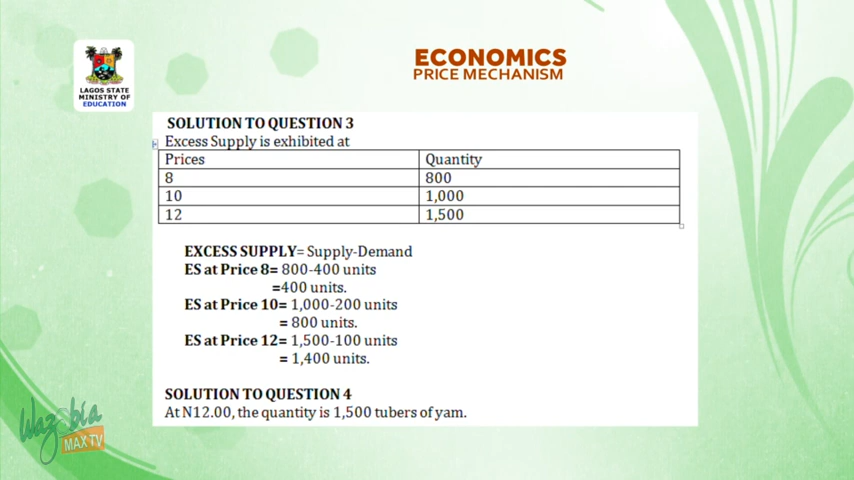 LAGOS STATE
MINISTRY OF
EDUCATION
ECONOMICS
PRICE MECHANISM
SOLUTION TO QUESTION 3
Excess Supply is exhibited at
Prices Quantity
8 800
10 1,000
12 1,500
EXCESS SUPPLY= Supply-Demand
ES at Price 8= 800-400 units
=400 units.
ES at Price 10= 1,000-200 units
= 800 units.
ES at Price 12= 1,500-100 units
= 1,400 units.
SOLUTION TO QUESTION 4
At N12.00, the quantity is 1,500 tubers of yam.
Wazobia
MAX TV